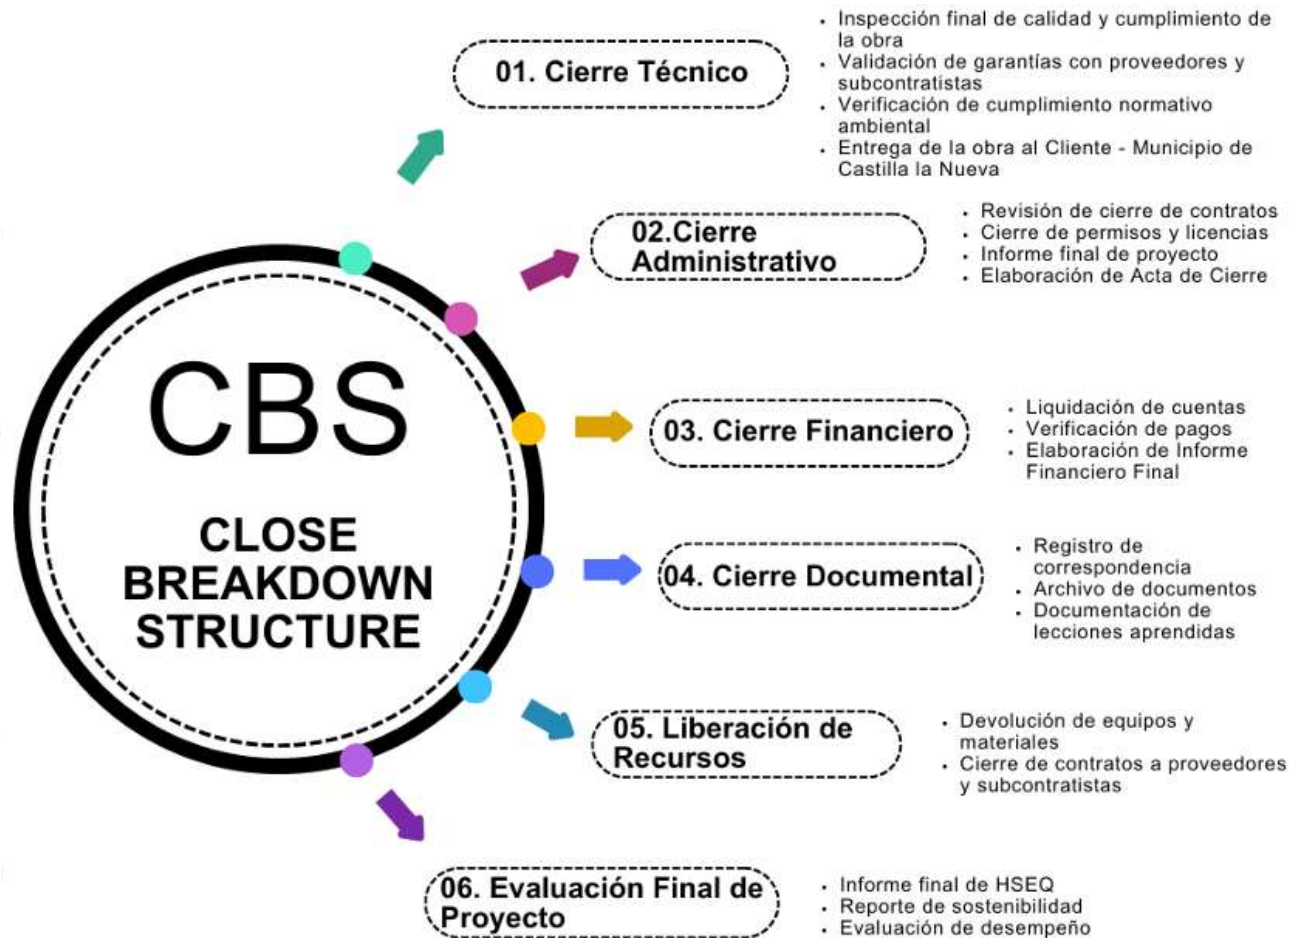 CBS
CLOSE
BREAKDOWN
STRUCTURE
01. Cierre Técnico
• Inspección final de calidad y cumplimiento de
la obra
• Validación de garantías con proveedores y
subcontratistas
• Verificación de cumplimiento normativo
ambiental
• Entrega de la obra al Cliente - Municipio de
Castilla la Nueva
02.Cierre
Administrativo
• Revisión de cierre de contratos
• Cierre de permisos y licencias
• Informe final de proyecto
• Elaboración de Acta de Cierre
03. Cierre Financiero
• Liquidación de cuentas
• Verificación de pagos
• Elaboración de Informe
Financiero Final
04. Cierre Documental
• Registro de
correspondencia
• Archivo de documentos
• Documentación de
lecciones aprendidas
05. Liberación de
Recursos
• Devolución de equipos y
materiales
• Cierre de contratos a proveedores
y subcontratistas
06. Evaluación Final de
Proyecto
• Informe final de HSEQ
• Reporte de sostenibilidad
• Evaluación de desempeño